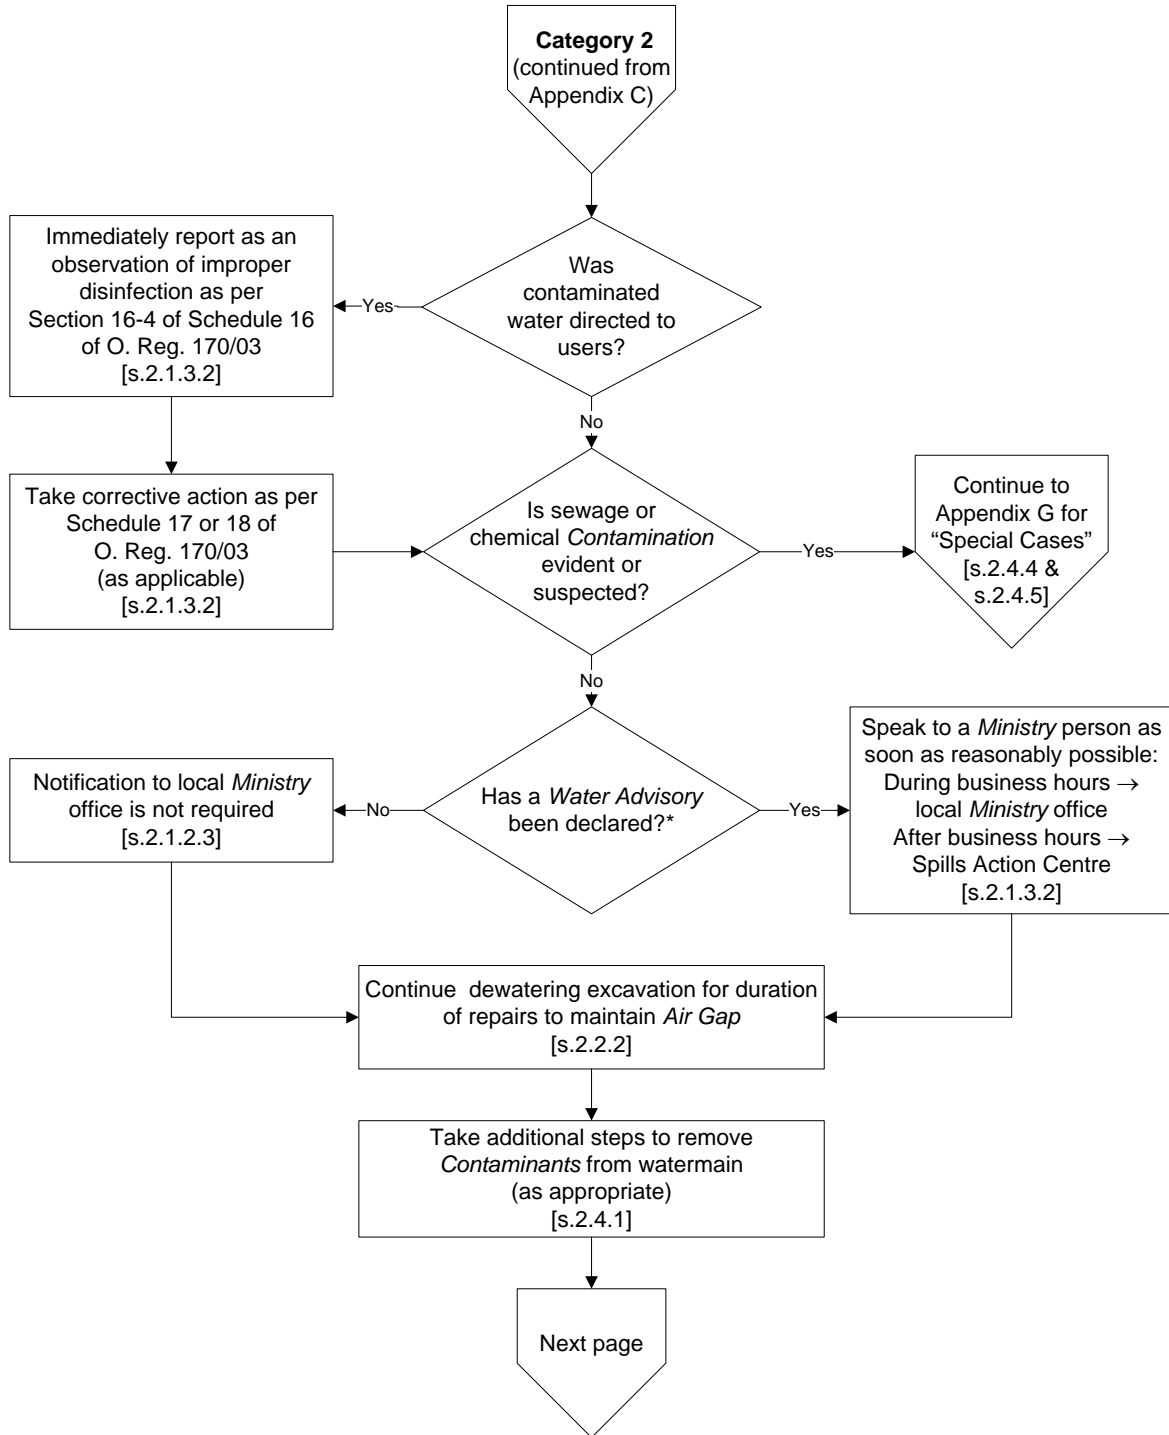 Category 2
(continued from
Appendix C)
Was
contaminated
water directed to
users?
Yes
Immediately report as an
observation of improper
disinfection as per
Section 16-4 of Schedule 16
of O. Reg. 170/03
[s.2.1.3.2]
No
Take corrective action as per
Schedule 17 or 18 of
O. Reg. 170/03
(as applicable)
[s.2.1.3.2]
Is sewage or
chemical Contamination
evident or
suspected?
Yes
Continue to
Appendix G for
“Special Cases”
[s.2.4.4 &
s.2.4.5]
No
Has a Water Advisory
been declared?*
No
Notification to local Ministry
office is not required
[s.2.1.2.3]
Yes
Speak to a Ministry person as
soon as reasonably possible:
During business hours →
local Ministry office
After business hours →
Spills Action Centre
[s.2.1.3.2]
Continue dewatering excavation for duration
of repairs to maintain Air Gap
[s.2.2.2]
Take additional steps to remove
Contaminants from watermain
(as appropriate)
[s.2.4.1]
Next page